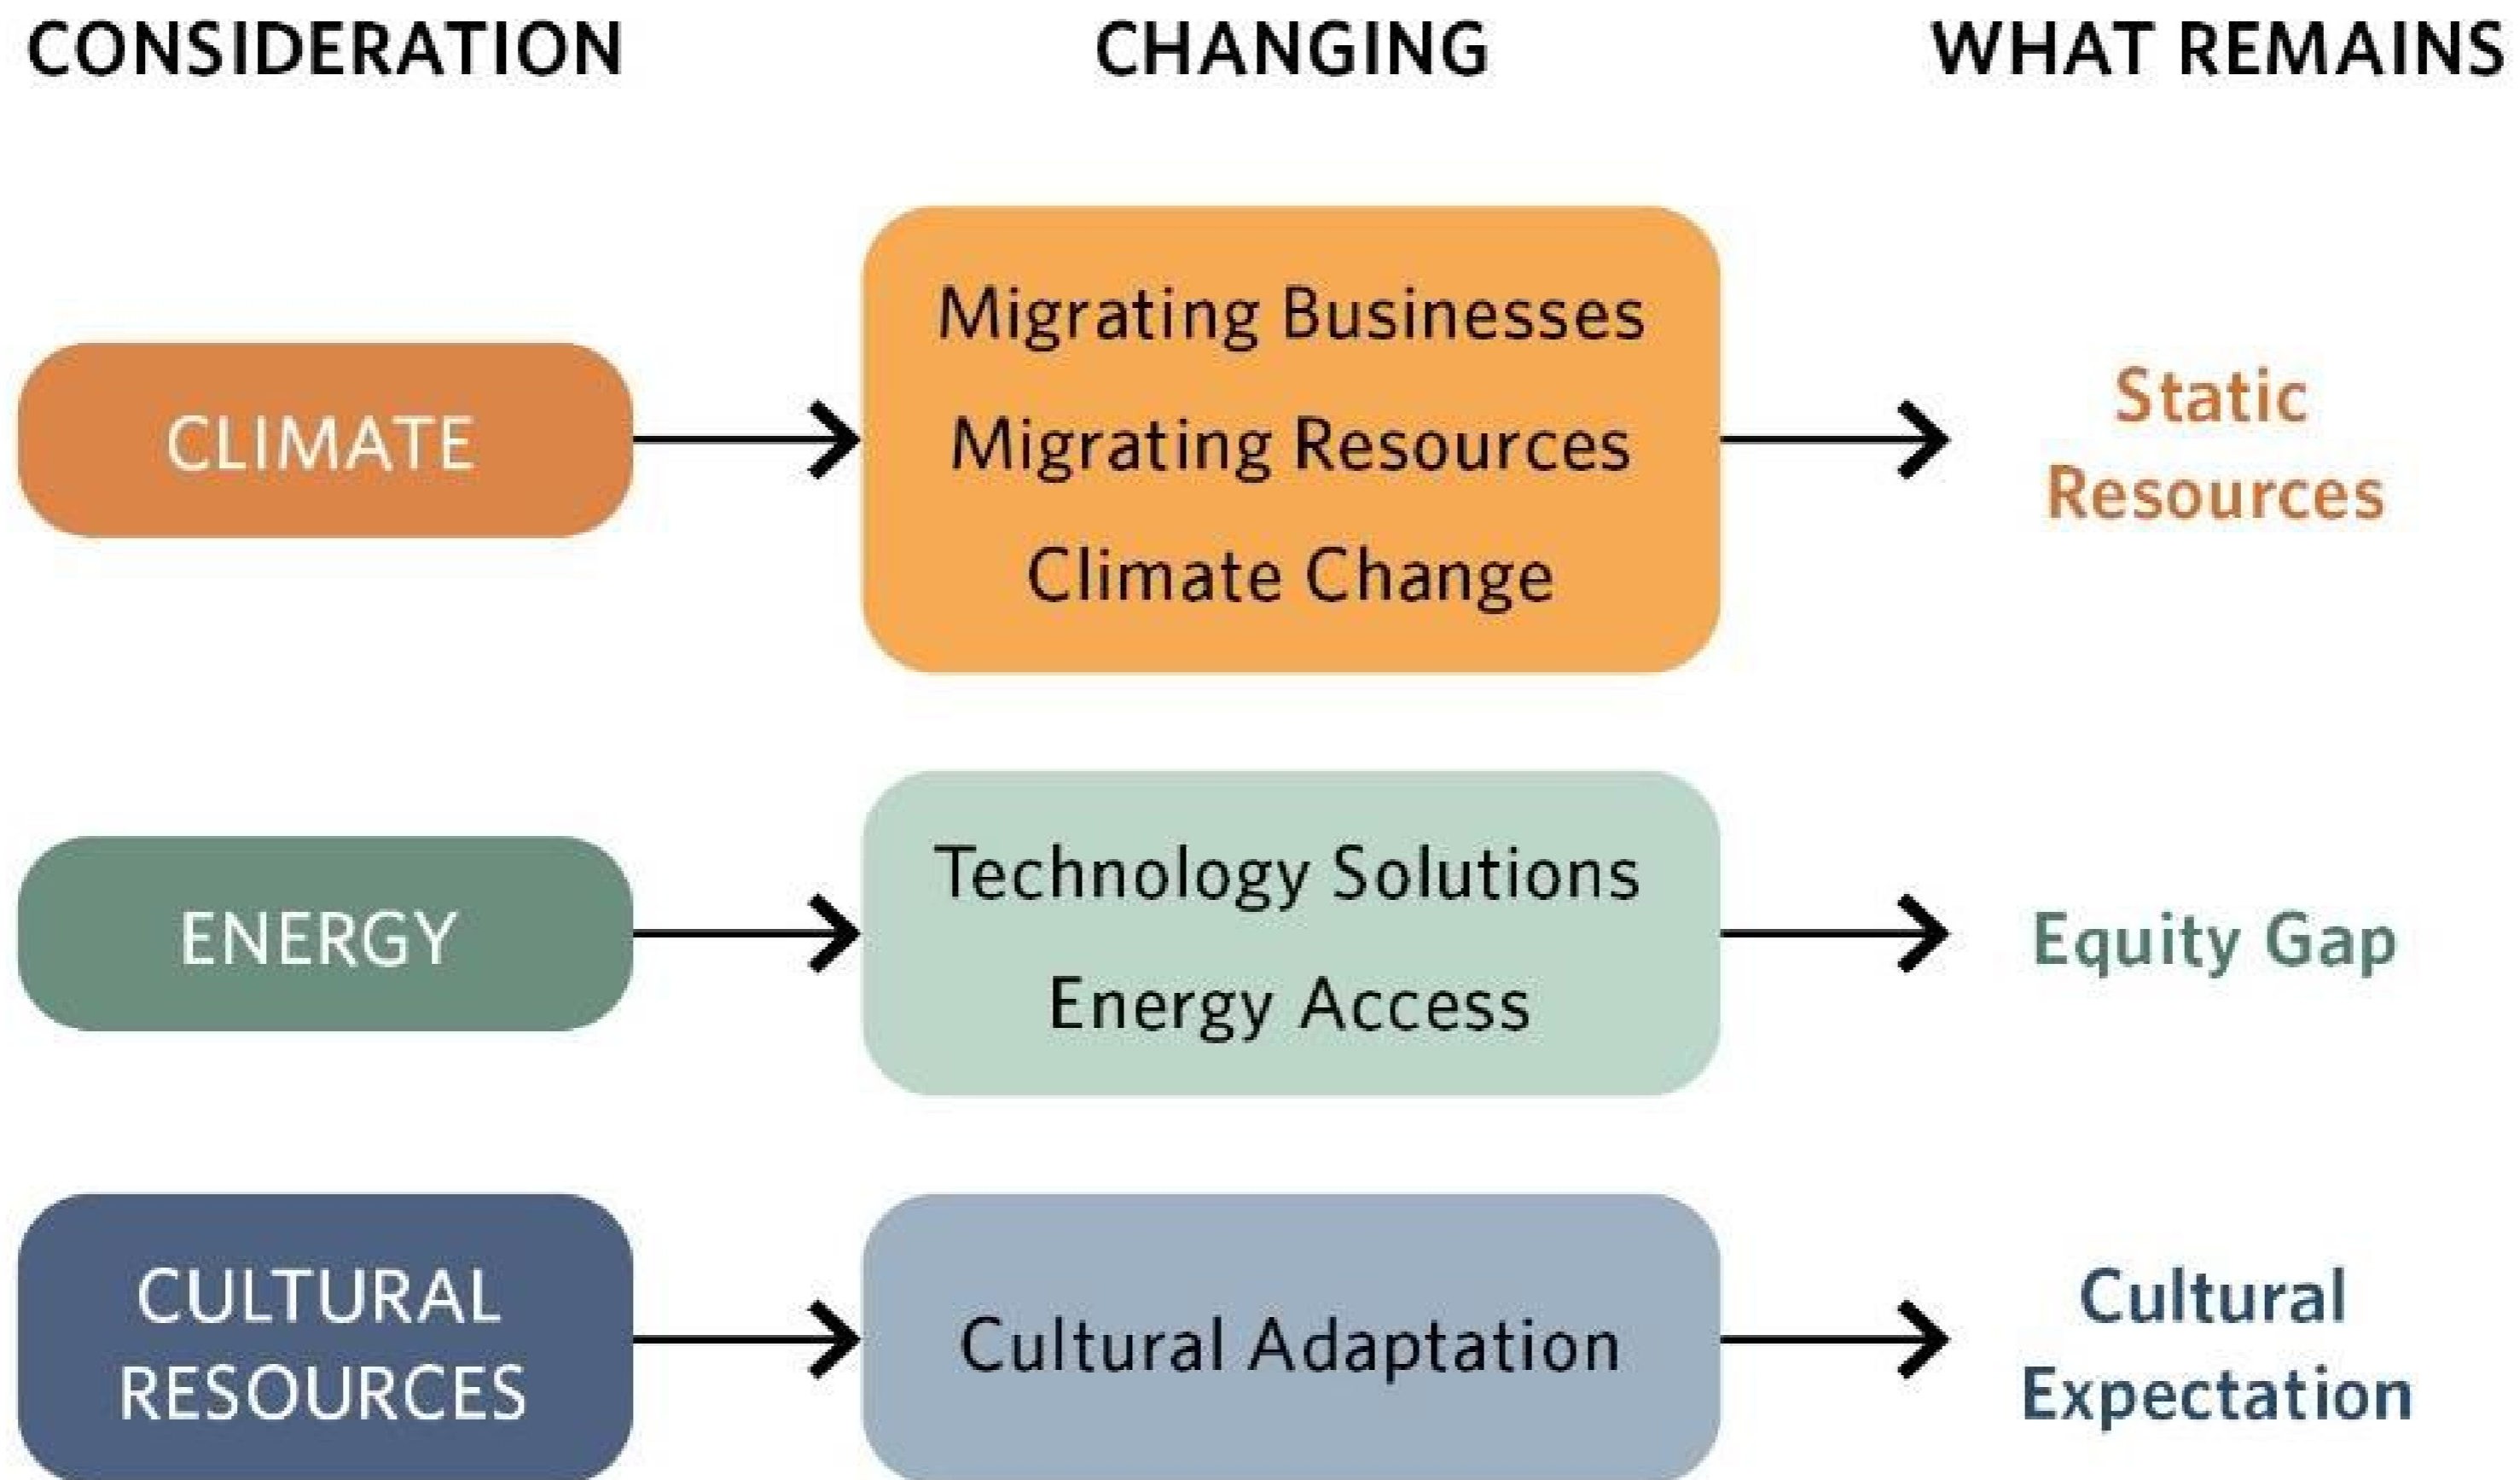 CONSIDERATION
CHANGING
WHAT REMAINS
CLIMATE
Migrating Businesses
Migrating Resources
Climate Change
Static
Resources
ENERGY
Technology Solutions
Energy Access
Equity Gap
CULTURAL
RESOURCES
Cultural Adaptation
Cultural
Expectation